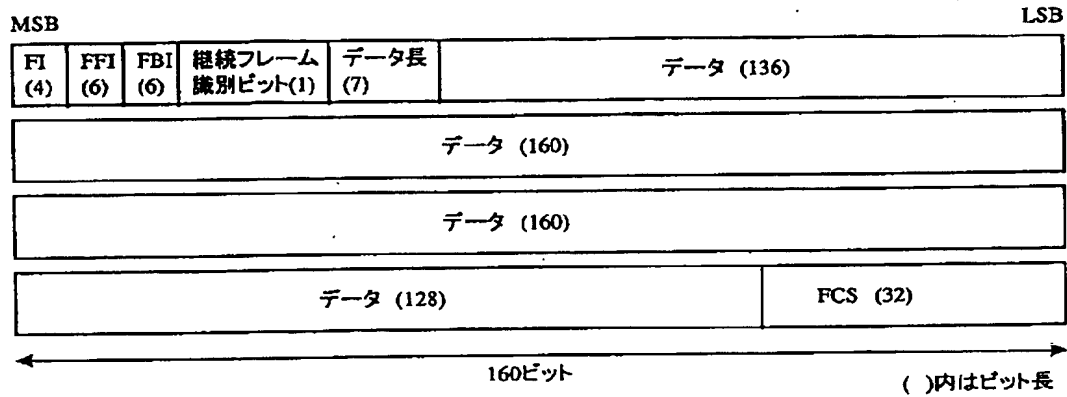 MSB
LSB
FI
(4)
FFI
(6)
FBI
(6)
継続フレーム
識別ビット(1)
データ長
(7)
データ (136)
データ (160)
データ (160)
データ (128)
FCS (32)
160ビット
( )内はビット長